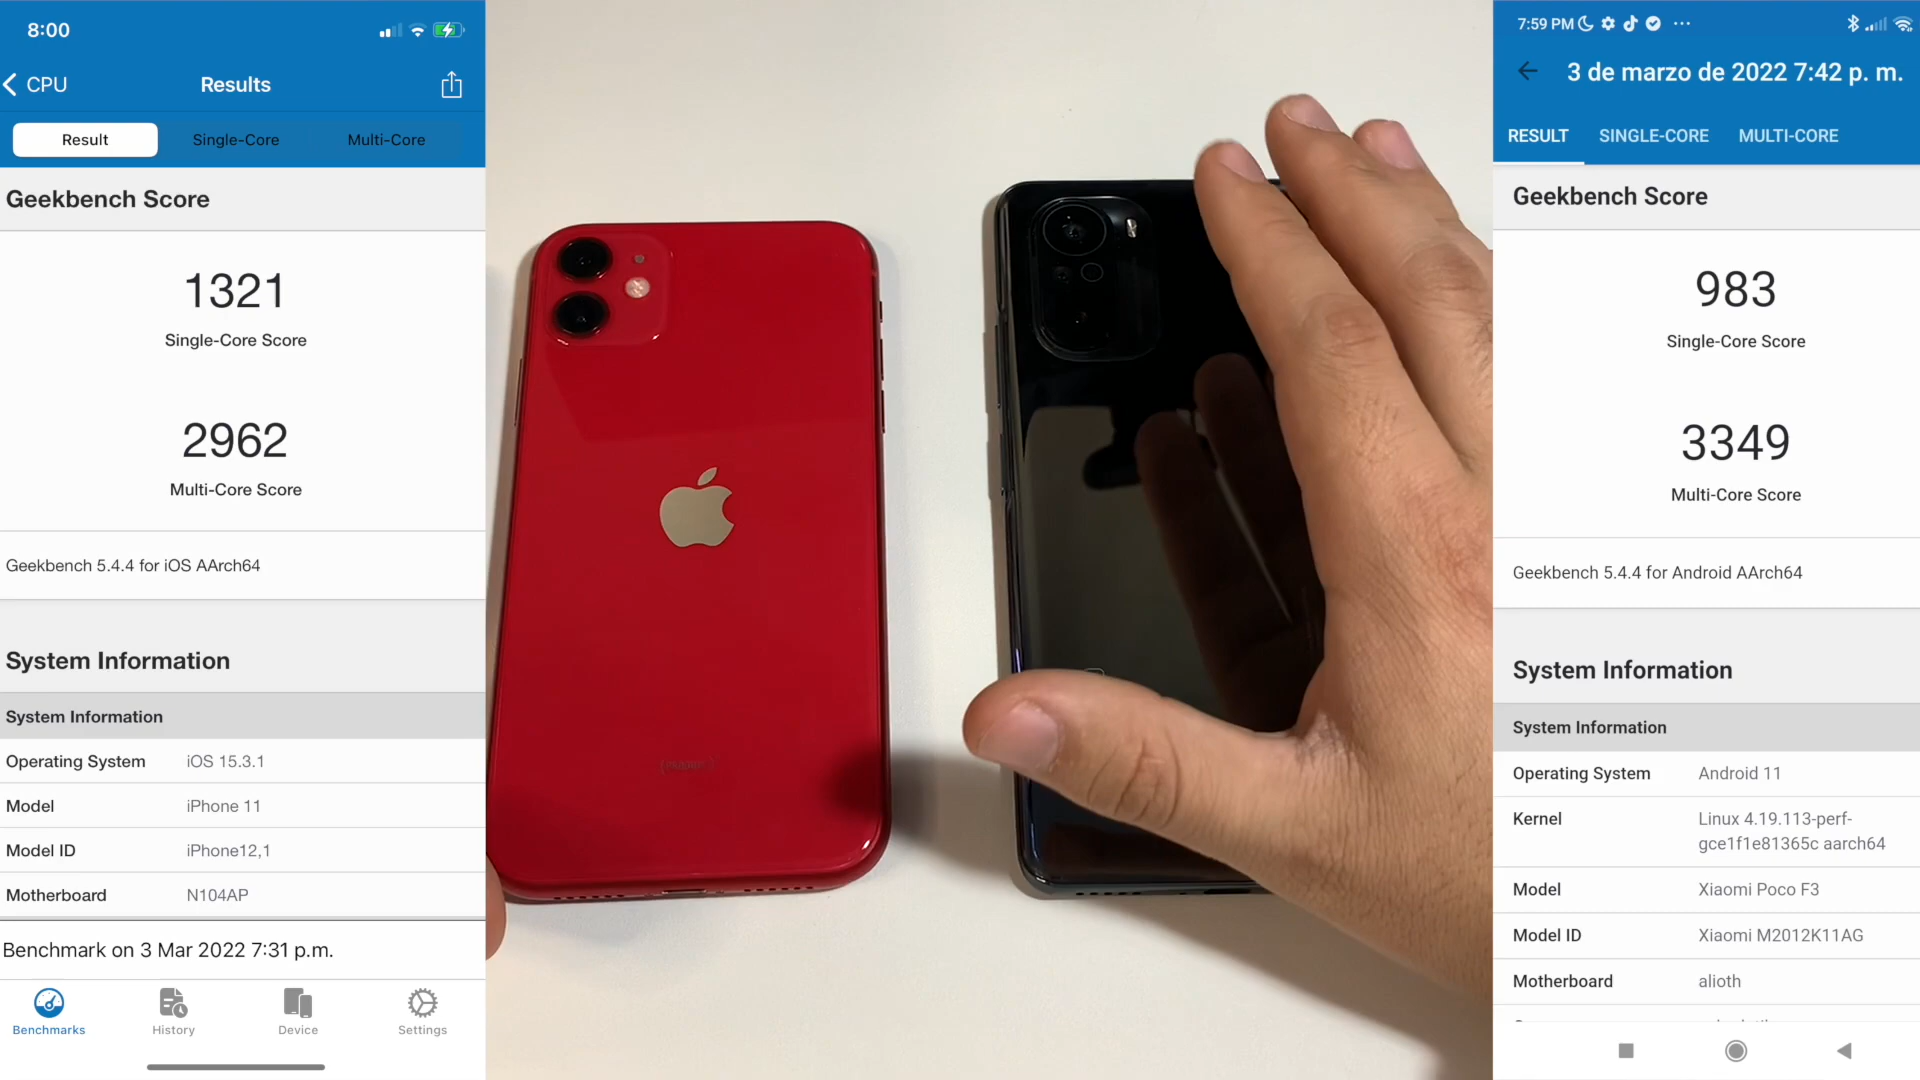 8:00
CPU
Results
Result
Single-Core
Multi-Core
Geekbench Score
1321
Single-Core Score
2962
Multi-Core Score
Geekbench 5.4.4 for iOS AArch64
System Information
System Information
Operating System iOS 15.3.1
Model iPhone 11
Model ID iPhone12,1
Motherboard N104AP
Benchmark on 3 Mar 2022 7:31 p.m.
Benchmarks
History
Device
Settings
7:59 PM
3 de marzo de 2022 7:42 p. m.
RESULT
SINGLE-CORE
MULTI-CORE
Geekbench Score
983
Single-Core Score
3349
Multi-Core Score
Geekbench 5.4.4 for Android AArch64
System Information
System Information
Operating System Android 11
Kernel Linux 4.19.113-perf-
gce1f1e81365c aarch64
Model Xiaomi Poco F3
Model ID Xiaomi M2012K11AG
Motherboard alioth